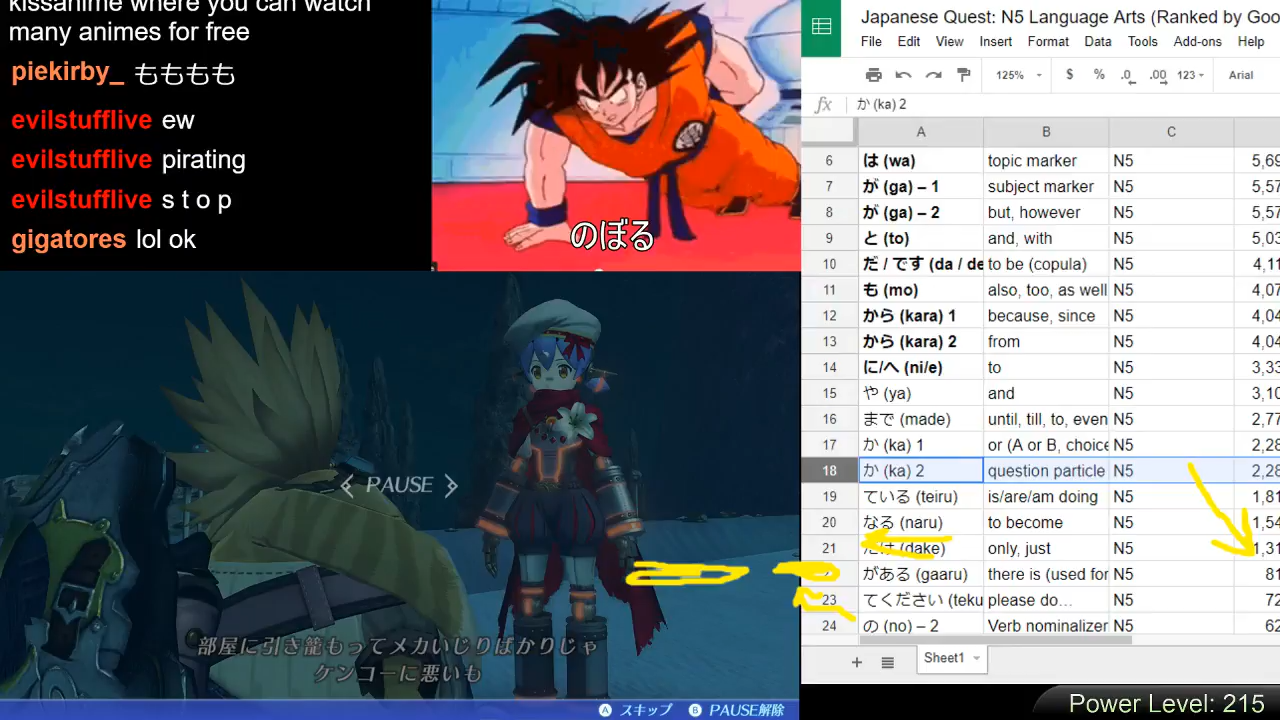 kissanime where you can watch
many animes for free
piekirby_ もももも
evilstufflive ew
evilstufflive pirating
evilstufflive s t o p
gigatores lol ok
のぼる
PAUSE
部屋に引き籠もってメカいじりばかりじゃ
ケンコーに悪いも
A スキップ B PAUSE解除
Japanese Quest: N5 Language Arts (Ranked by Goo
File Edit View Insert Format Data Tools Add-ons Help
125% $ % .0 .00 123 Arial
fx か (ka) 2
A B C
6 は (wa) topic marker N5 5,69
7 が (ga) – 1 subject marker N5 5,57
8 が (ga) – 2 but, however N5 5,57
9 と (to) and, with N5 5,03
10 だ / です (da / de to be (copula) N5 4,11
11 も (mo) also, too, as well N5 4,07
12 から (kara) 1 because, since N5 4,04
13 から (kara) 2 from N5 4,04
14 に/へ (ni/e) to N5 3,33
15 や (ya) and N5 3,10
16 まで (made) until, till, to, even N5 2,77
17 か (ka) 1 or (A or B, choice N5 2,28
18 か (ka) 2 question particle N5 2,28
19 ている (teiru) is/are/am doing N5 1,81
20 なる (naru) to become N5 1,54
21 だけ (dake) only, just N5 1,31
がある (gaaru) there is (used for N5 81
23 てください (teku please do... N5 72
24 の (no) – 2 Verb nominalizer N5 62
+ Sheet1
Power Level: 215